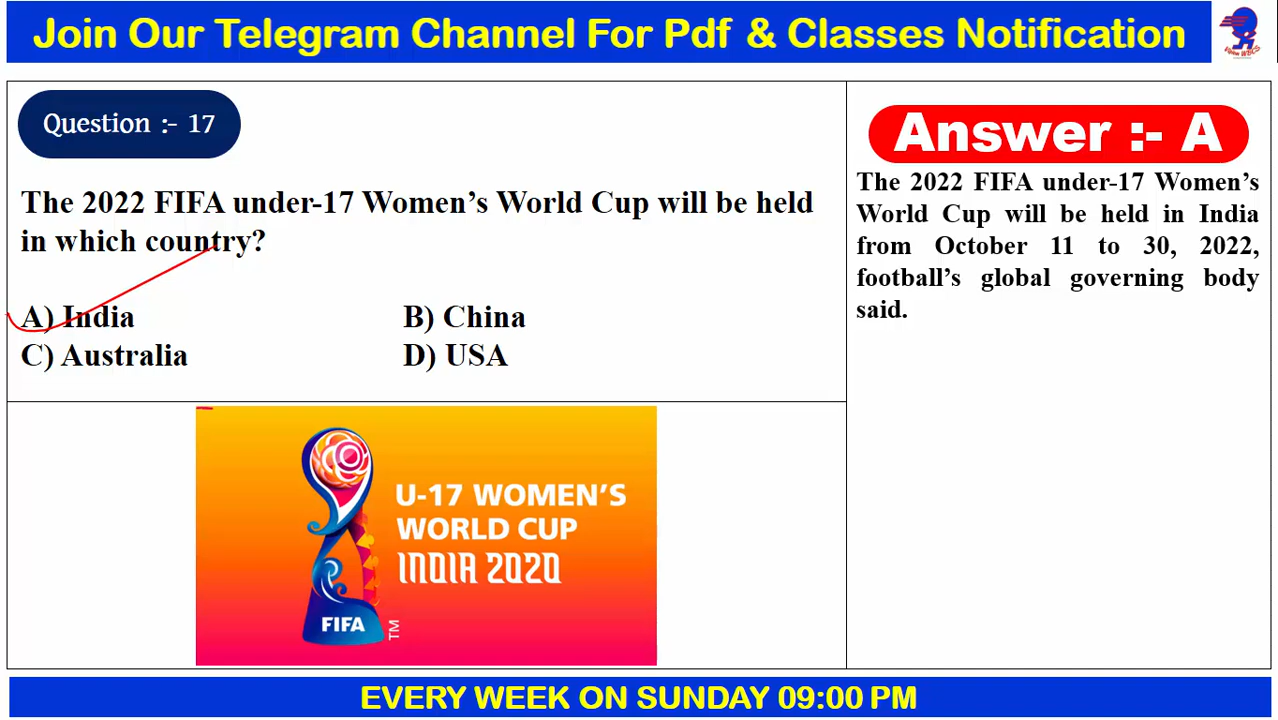 Join Our Telegram Channel For Pdf & Classes Notification
Question :- 17
The 2022 FIFA under-17 Women's World Cup will be held
in which country?
A) India
B) China
C) Australia
D) USA
Answer :- A
The 2022 FIFA under-17 Women's
World Cup will be held in India
from October 11 to 30, 2022,
football's global governing body
said.
U-17 WOMEN'S
WORLD CUP
INDIA 2020
FIFA
TM
EVERY WEEK ON SUNDAY 09:00 PM